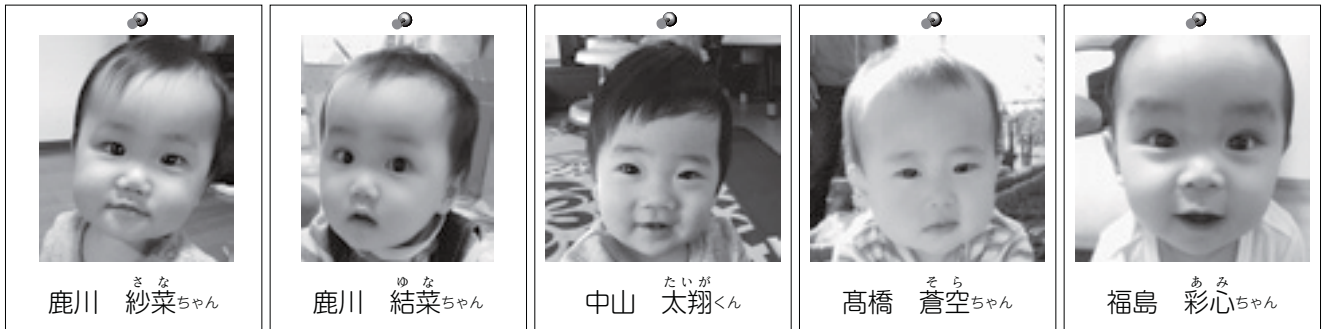 さな
鹿川　紗菜ちゃん
ゆな
鹿川　結菜ちゃん
たいが
中山　太翔くん
そら
髙橋　蒼空ちゃん
あみ
福島　彩心ちゃん